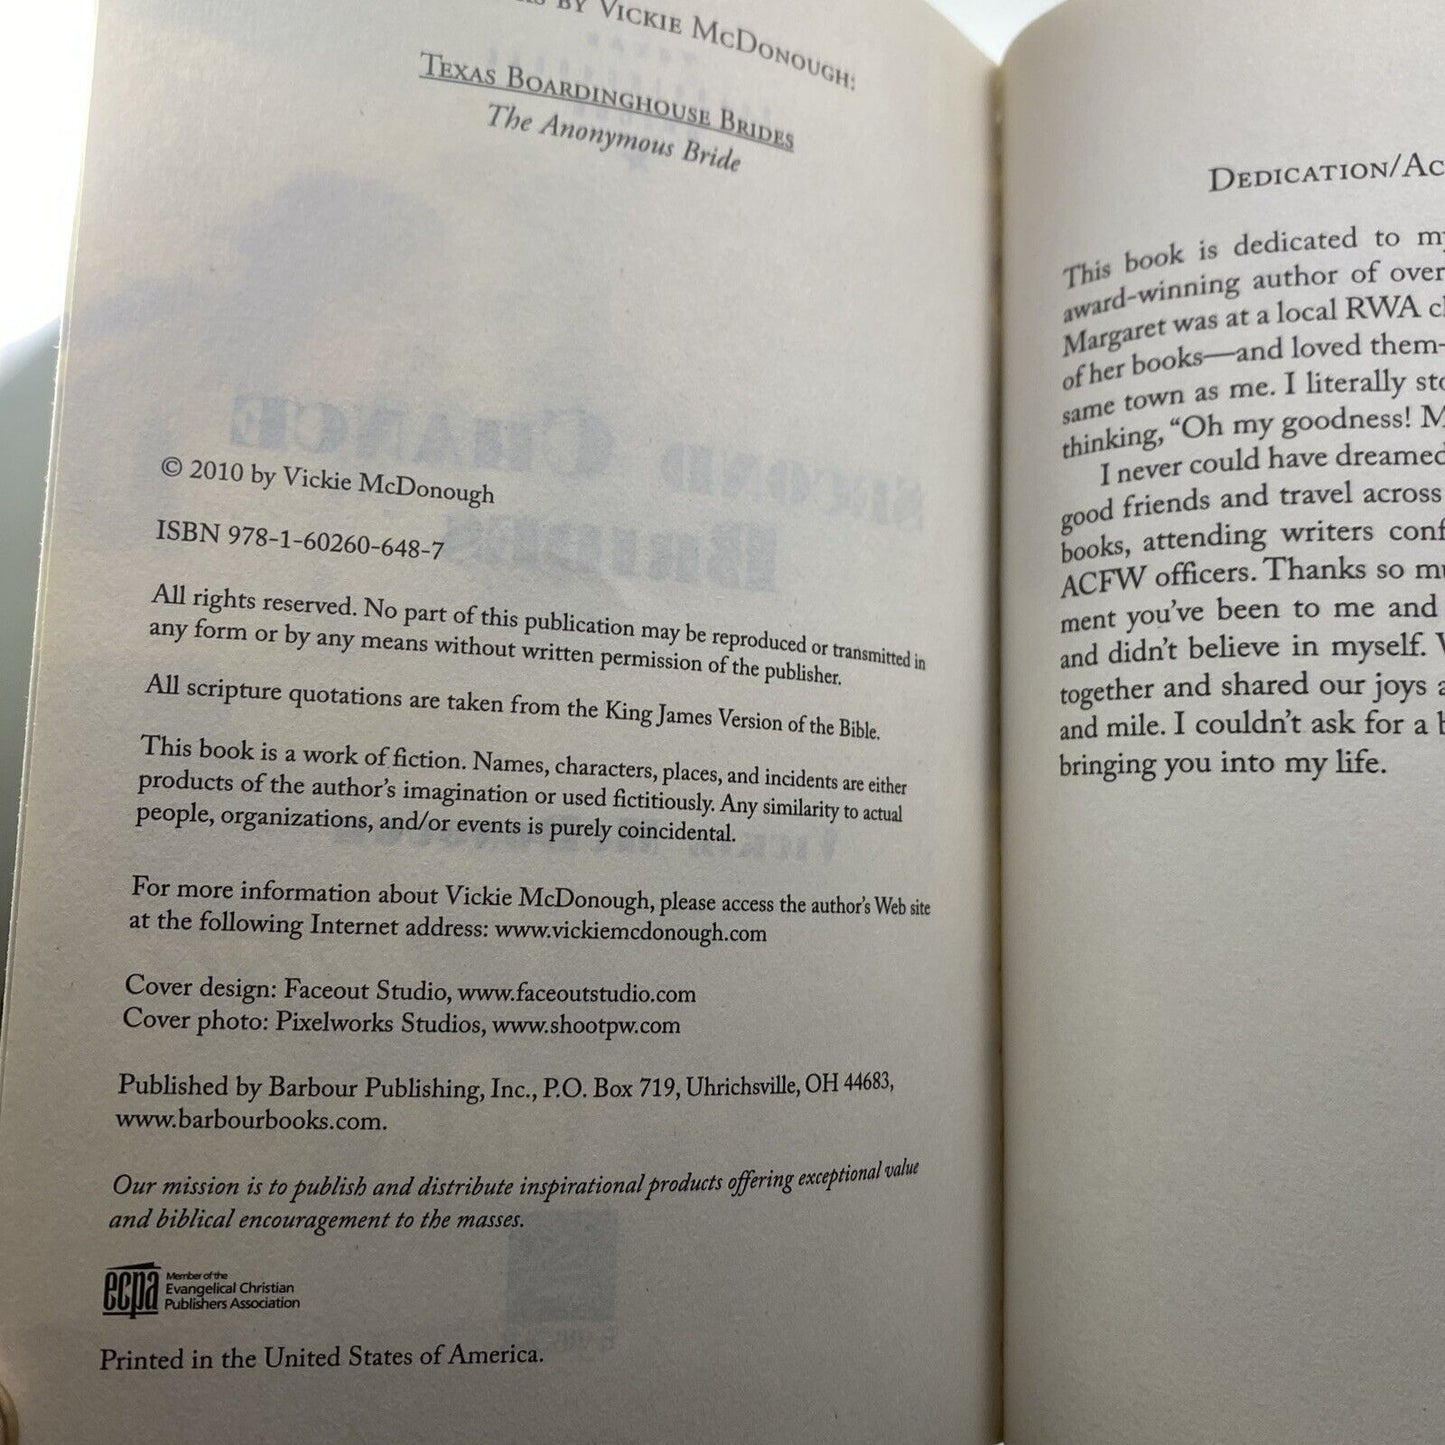 BY VICKIE MCDONOUGH:
TEXAS BOARDINGHOUSE BRIDES
The Anonymous Bride
© 2010 by Vickie McDonough
ISBN 978-1-60260-648-7
All rights reserved. No part of this publication may be reproduced or transmitted in
any form or by any means without written permission of the publisher.
All scripture quotations are taken from the King James Version of the Bible.
This book is a work of fiction. Names, characters, places, and incidents are either
products of the author's imagination or used fictitiously. Any similarity to actual
people, organizations, and/or events is purely coincidental.
For more information about Vickie McDonough, please access the author's Web site
at the following Internet address: www.vickiemcdonough.com
Cover design: Faceout Studio, www.faceoutstudio.com
Cover photo: Pixelworks Studios, www.shootpw.com
Published by Barbour Publishing, Inc., P.O. Box 719, Uhrichsville, OH 44683,
www.barbourbooks.com.
Our mission is to publish and distribute inspirational products offering exceptional value
and biblical encouragement to the masses.
ecpa
Member of the
Evangelical Christian
Publishers Association
Printed in the United States of America.
DEDICATION/AC
This book is dedicated to my
award-winning author of over
Margaret was at a local RWA
of her books—and loved them—
same town as me. I literally
thinking, “Oh my goodness!
I never could have dreamed
good friends and travel across
books, attending writers
ACFW officers. Thanks so
ment you've been to me and
and didn't believe in myself.
together and shared our joys
and mile. I couldn't ask for a
bringing you into my life.